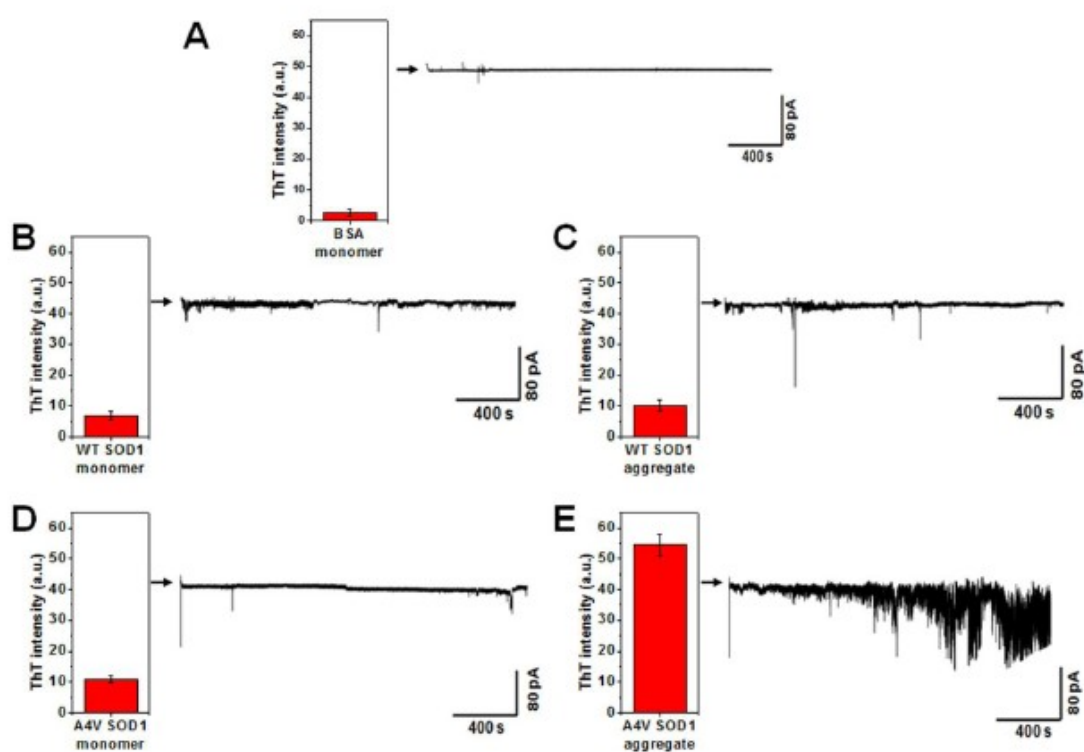 A
ThT intensity (a.u.)
60
50
40
30
20
10
0
BSA
monomer
80 pA
400 s
B
ThT intensity (a.u.)
60
50
40
30
20
10
0
WT SOD1
monomer
80 pA
400 s
C
ThT intensity (a.u.)
60
50
40
30
20
10
0
WT SOD1
aggregate
80 pA
400 s
D
ThT intensity (a.u.)
60
50
40
30
20
10
0
A4V SOD1
monomer
80 pA
400 s
E
ThT intensity (a.u.)
60
50
40
30
20
10
0
A4V SOD1
aggregate
80 pA
400 s